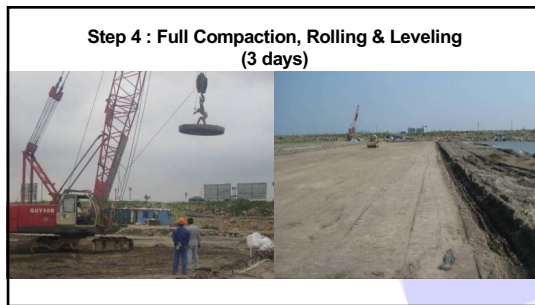 Step 4 : Full Compaction, Rolling & Leveling
(3 days)